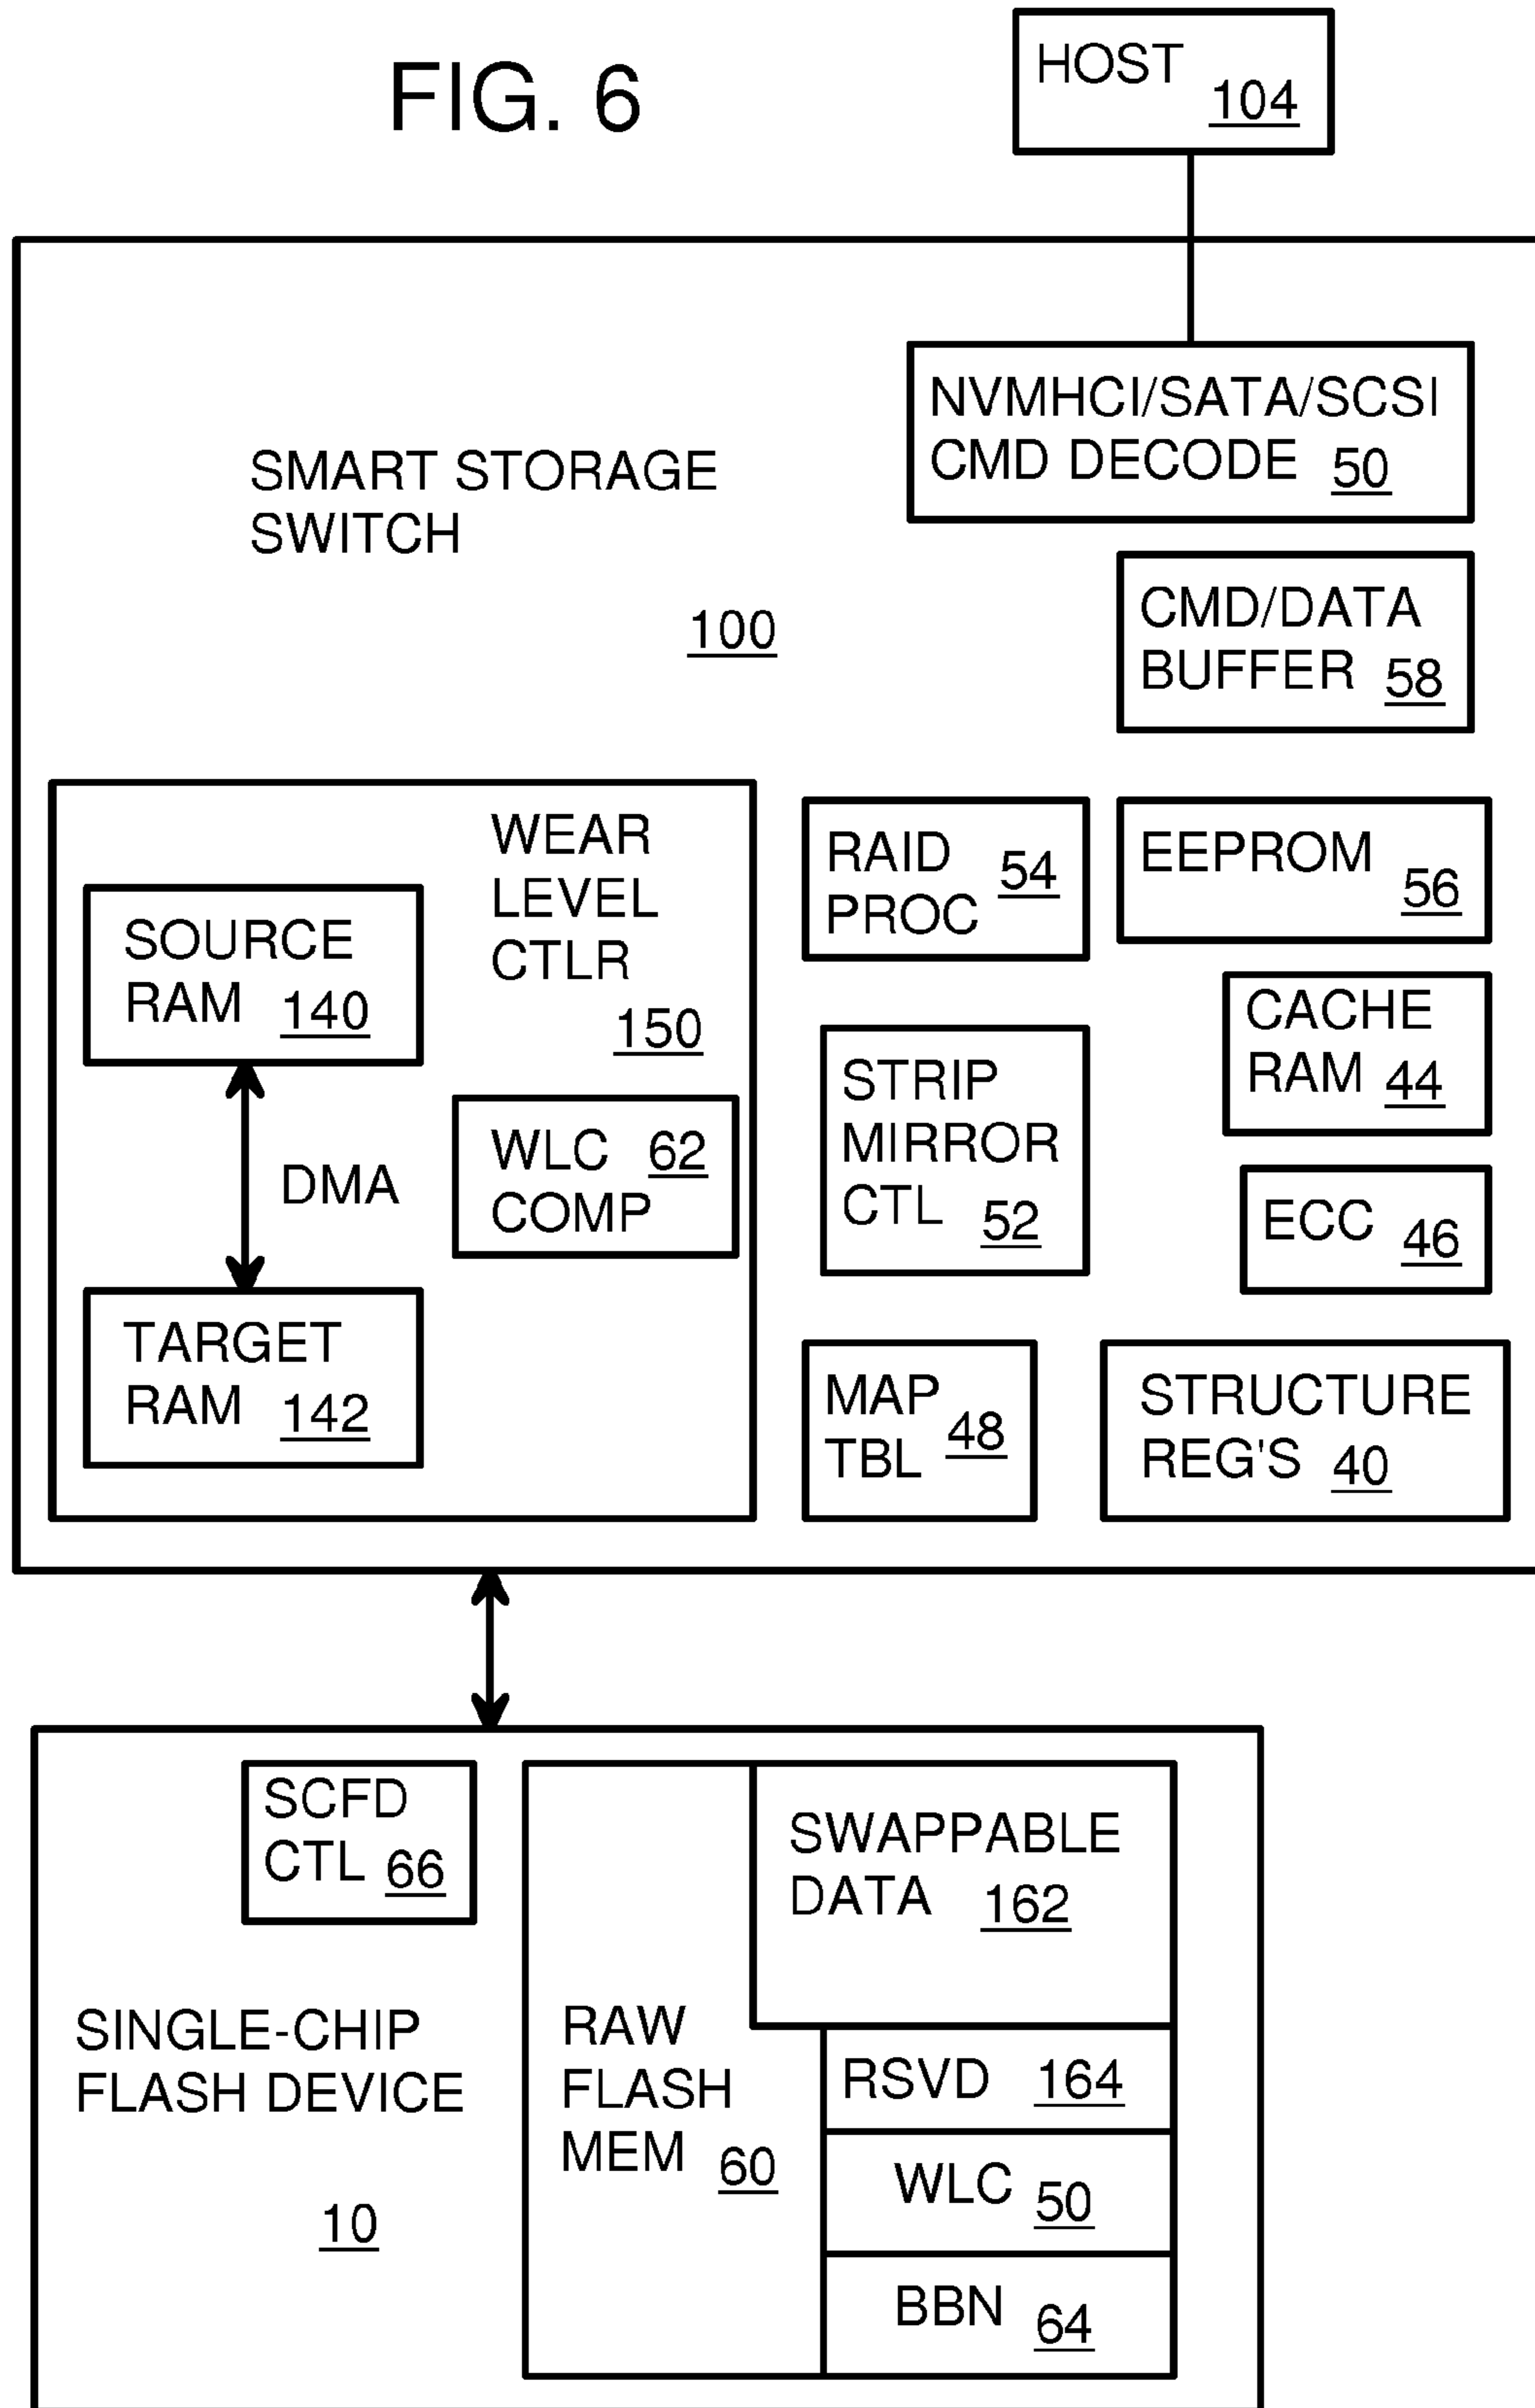 FIG. 6
HOST
104
NVMHCI/SATA/SCSI
CMD DECODE 50
SMART STORAGE
SWITCH
100
CMD/DATA
BUFFER 58
WEAR
LEVEL
CTLR
150
SOURCE
RAM 140
DMA
WLC 62
COMP
TARGET
RAM 142
RAID 54
PROC
EEPROM
56
CACHE
RAM 44
STRIP
MIRROR
CTL 52
ECC 46
MAP 48
TBL
STRUCTURE
REG'S 40
SCFD
CTL 66
SINGLE-CHIP
FLASH DEVICE
10
RAW
FLASH
MEM 60
SWAPPABLE
DATA 162
RSVD 164
WLC 50
BBN 64